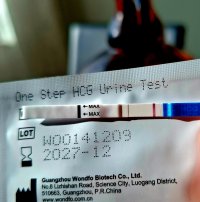 One Step HCG Urine Test
← MAX
← MAX
LOT W00141209
2027-12
Guangzhou Wondfo Biotech Co., Ltd.
No.8 Lizhishan Road, Science City, Luogang District,
510663, Guangzhou, P.R.China
www.wondfo.com